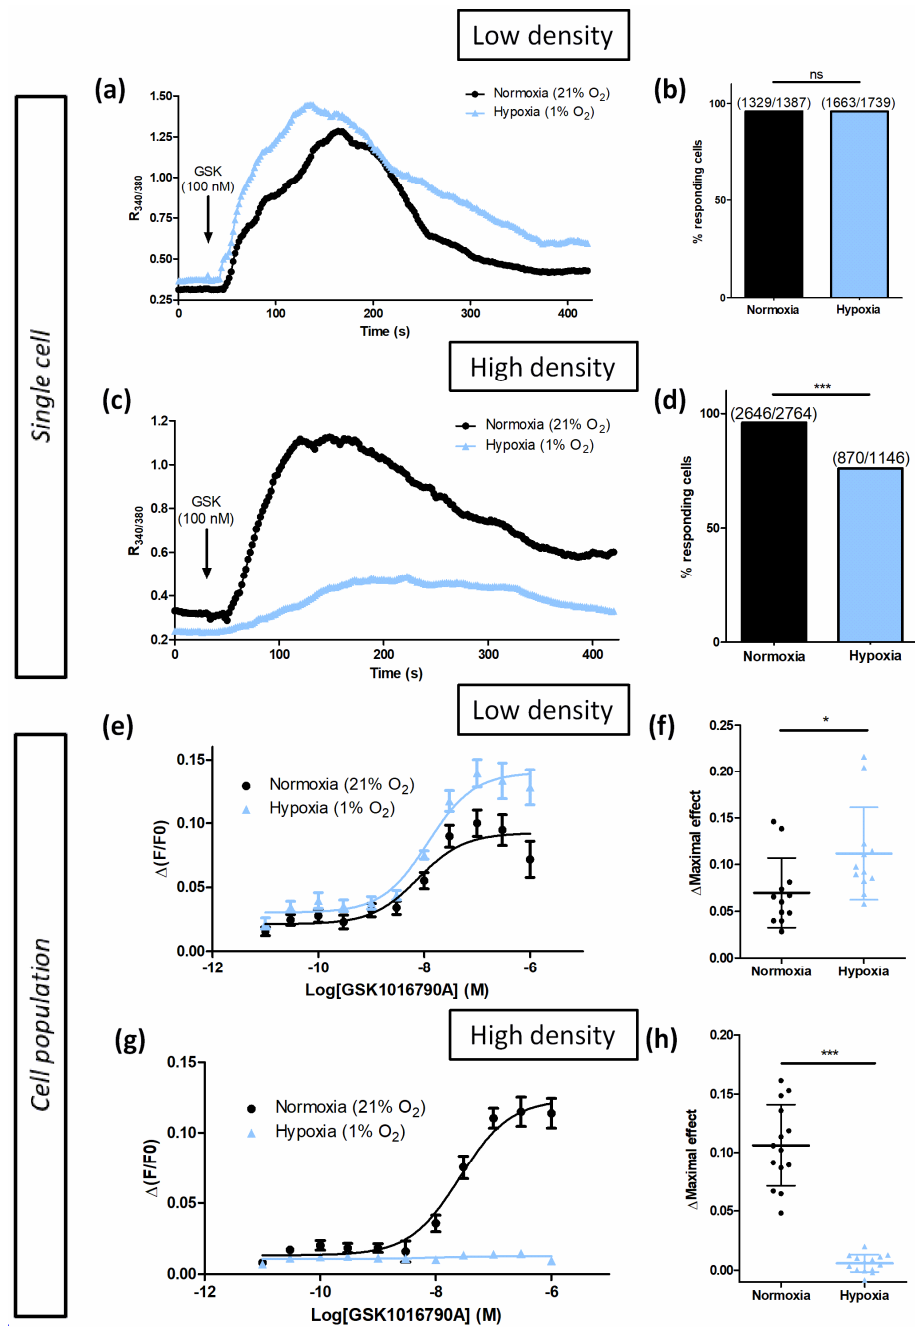 Low density
(a)
Normoxia (21% O2)
Hypoxia (1% O2)
GSK
(100 nM)
R340/380
1.50
1.25
1.00
0.75
0.50
0.25
0
100
200
300
400
Time (s)
(b)
ns
(1329/1387)
(1663/1739)
% responding cells
100
50
0
Normoxia
Hypoxia
Single cell
High density
(c)
Normoxia (21% O2)
Hypoxia (1% O2)
GSK
(100 nM)
R340/380
1.2
1.0
0.8
0.6
0.4
0.2
0
100
200
300
400
Time (s)
(d)
***
(2646/2764)
(870/1146)
% responding cells
100
50
0
Normoxia
Hypoxia
Low density
(e)
Normoxia (21% O2)
Hypoxia (1% O2)
Δ(F/F0)
0.15
0.10
0.05
0.00
-12
-10
-8
-6
Log[GSK1016790A] (M)
(f)
*
ΔMaximal effect
0.25
0.20
0.15
0.10
0.05
0.00
Normoxia
Hypoxia
Cell population
High density
(g)
Normoxia (21% O2)
Hypoxia (1% O2)
Δ(F/F0)
0.15
0.10
0.05
0.00
-12
-10
-8
-6
Log[GSK1016790A] (M)
(h)
***
ΔMaximal effect
0.20
0.15
0.10
0.05
0.00
Normoxia
Hypoxia